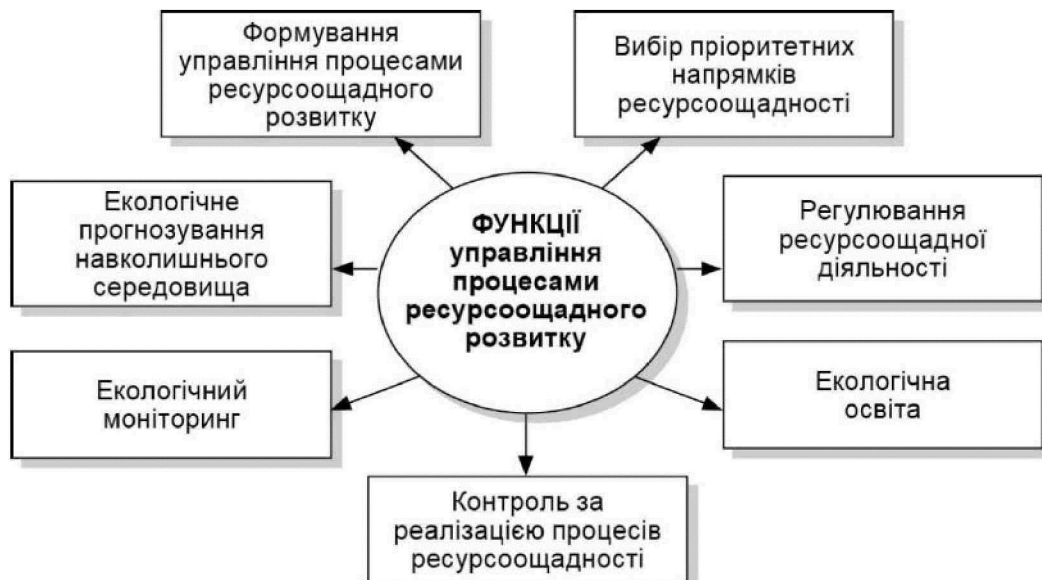 Формування
управління процесами
ресурсоощадного
розвитку
Вибір пріоритетних
напрямків
ресурсоощадності
Екологічне
прогнозування
навколишнього
середовища
ФУНКЦІЇ
управління
процесами
ресурсоощадного
розвитку
Регулювання
ресурсоощадної
діяльності
Екологічний
моніторинг
Екологічна
освіта
Контроль за
реалізацією процесів
ресурсоощадності